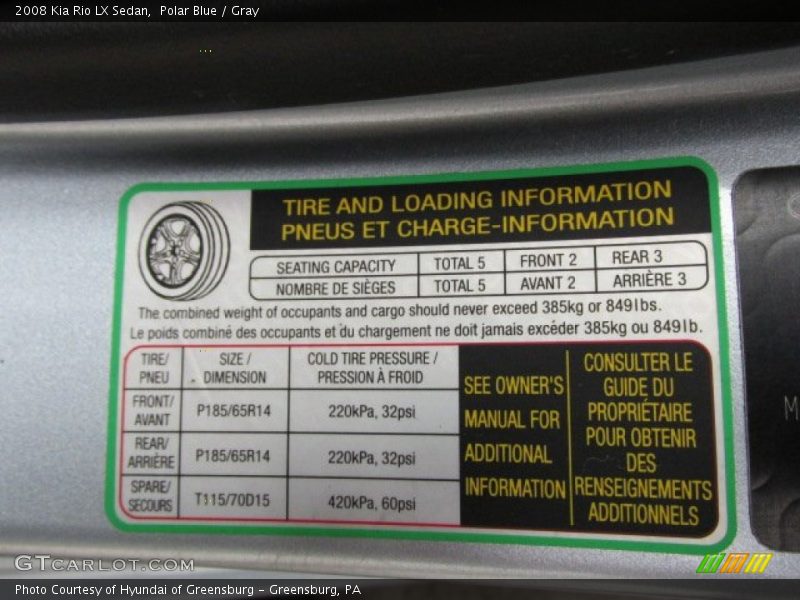 2008 Kia Rio LX Sedan,  Polar Blue / Gray
TIRE AND LOADING INFORMATION
PNEUS ET CHARGE-INFORMATION
SEATING CAPACITY TOTAL 5 FRONT 2 REAR 3
NOMBRE DE SIÈGES TOTAL 5 AVANT 2 ARRIÈRE 3
The combined weight of occupants and cargo should never exceed 385kg or 849lbs.
Le poids combiné des occupants et du chargement ne doit jamais excéder 385kg ou 849lb.
TIRE/ SIZE / COLD TIRE PRESSURE /
PNEU DIMENSION PRESSION À FROID
FRONT/
AVANT P185/65R14 220kPa, 32psi
REAR/
ARRIÈRE P185/65R14 220kPa, 32psi
SPARE/
SECOURS T115/70D15 420kPa, 60psi
SEE OWNER'S
MANUAL FOR
ADDITIONAL
INFORMATION
CONSULTER LE
GUIDE DU
PROPRIÉTAIRE
POUR OBTENIR
DES
RENSEIGNEMENTS
ADDITIONNELS
M
GTCarLot.com
Photo Courtesy of Hyundai of Greensburg - Greensburg, PA